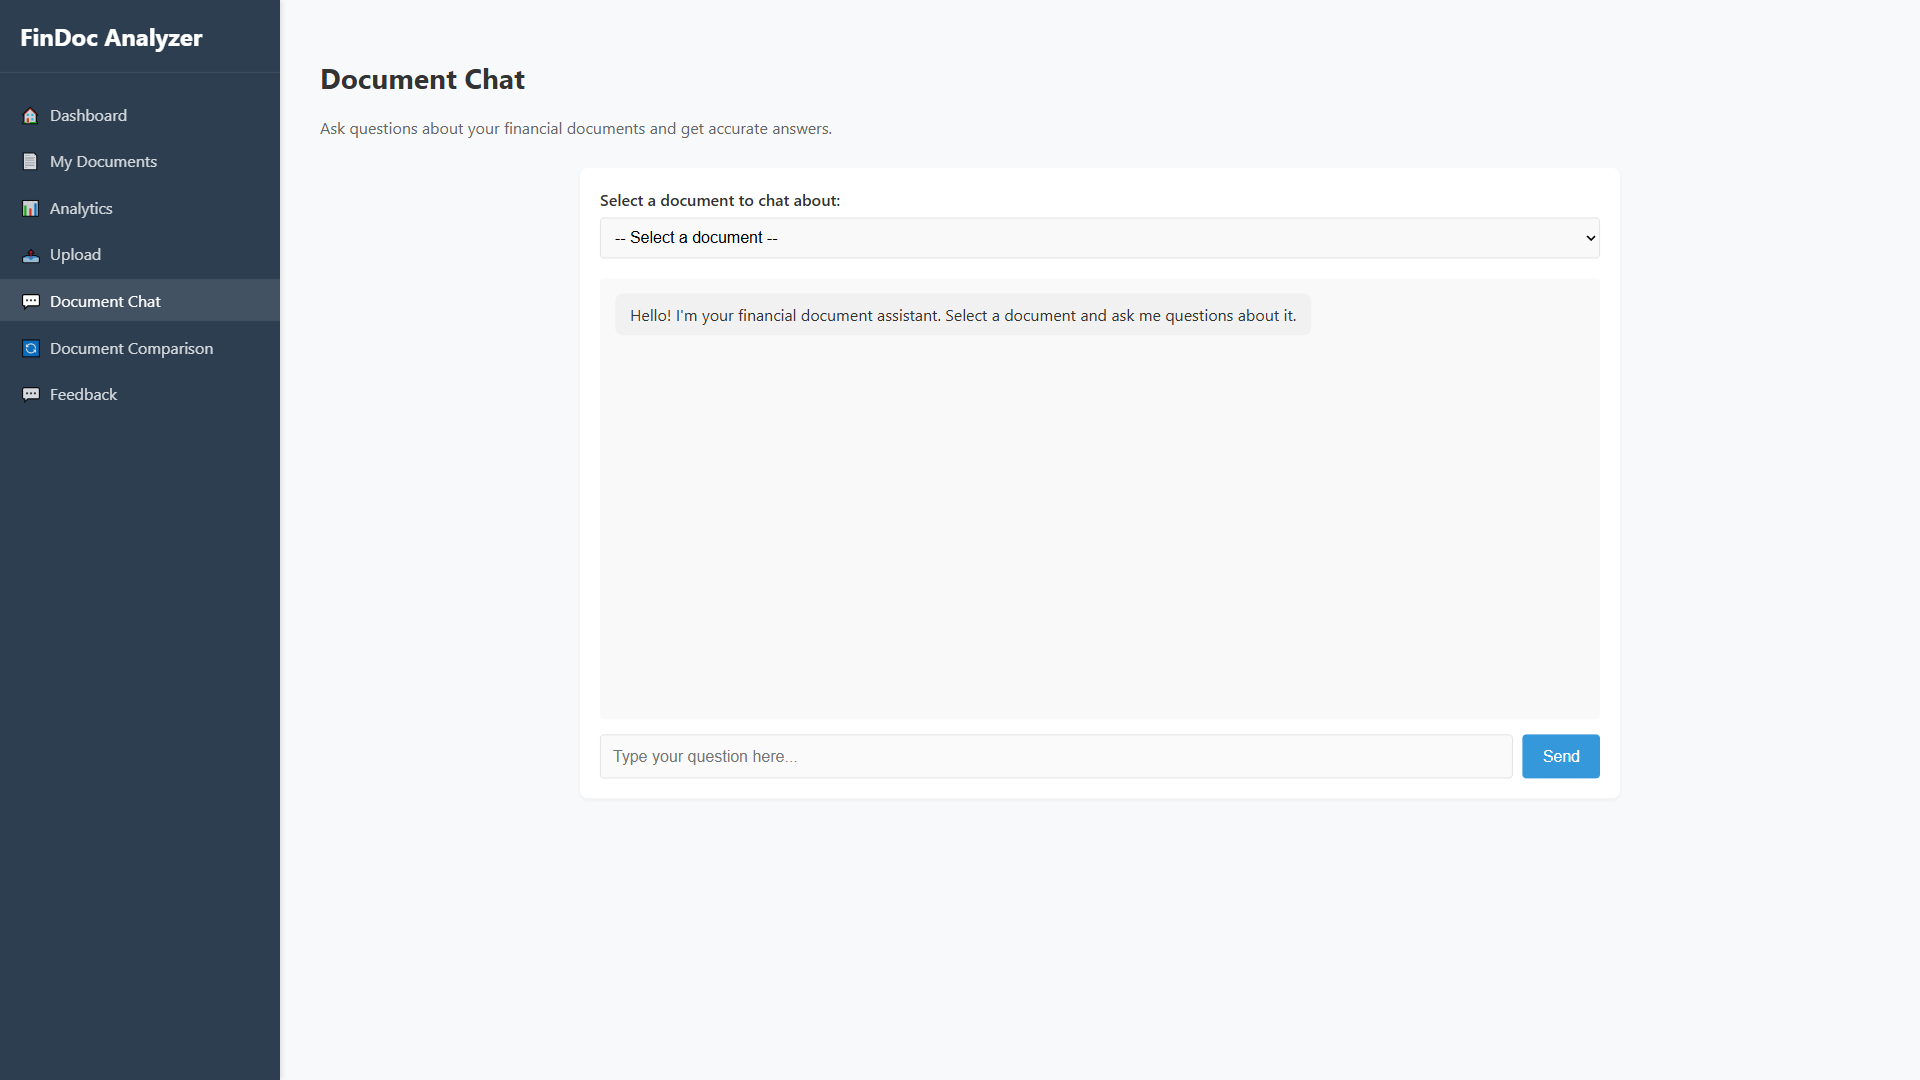 FinDoc Analyzer
Dashboard
My Documents
Analytics
Upload
Document Chat
Document Comparison
Feedback
Document Chat
Ask questions about your financial documents and get accurate answers.
Select a document to chat about:
-- Select a document --
Hello! I'm your financial document assistant. Select a document and ask me questions about it.
Type your question here...
Send